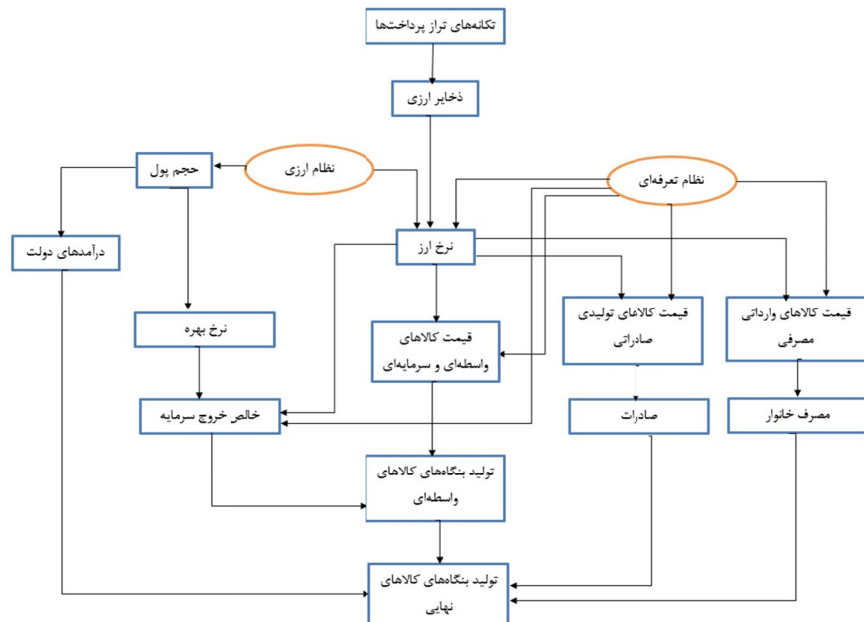 تکانه‌های تراز پرداخت‌ها
ذخایر ارزی
نظام تعرفه‌ای
نظام ارزی
حجم پول
نرخ ارز
درآمدهای دولت
قیمت کالاهای وارداتی
مصرفی
قیمت کالاهای تولیدی
صادراتی
قیمت کالاهای
واسطه‌ای و سرمایه‌ای
نرخ بهره
مصرف خانوار
صادرات
خالص خروج سرمایه
تولید بنگاه‌های کالاهای
واسطه‌ای
تولید بنگاه‌های کالاهای
نهایی